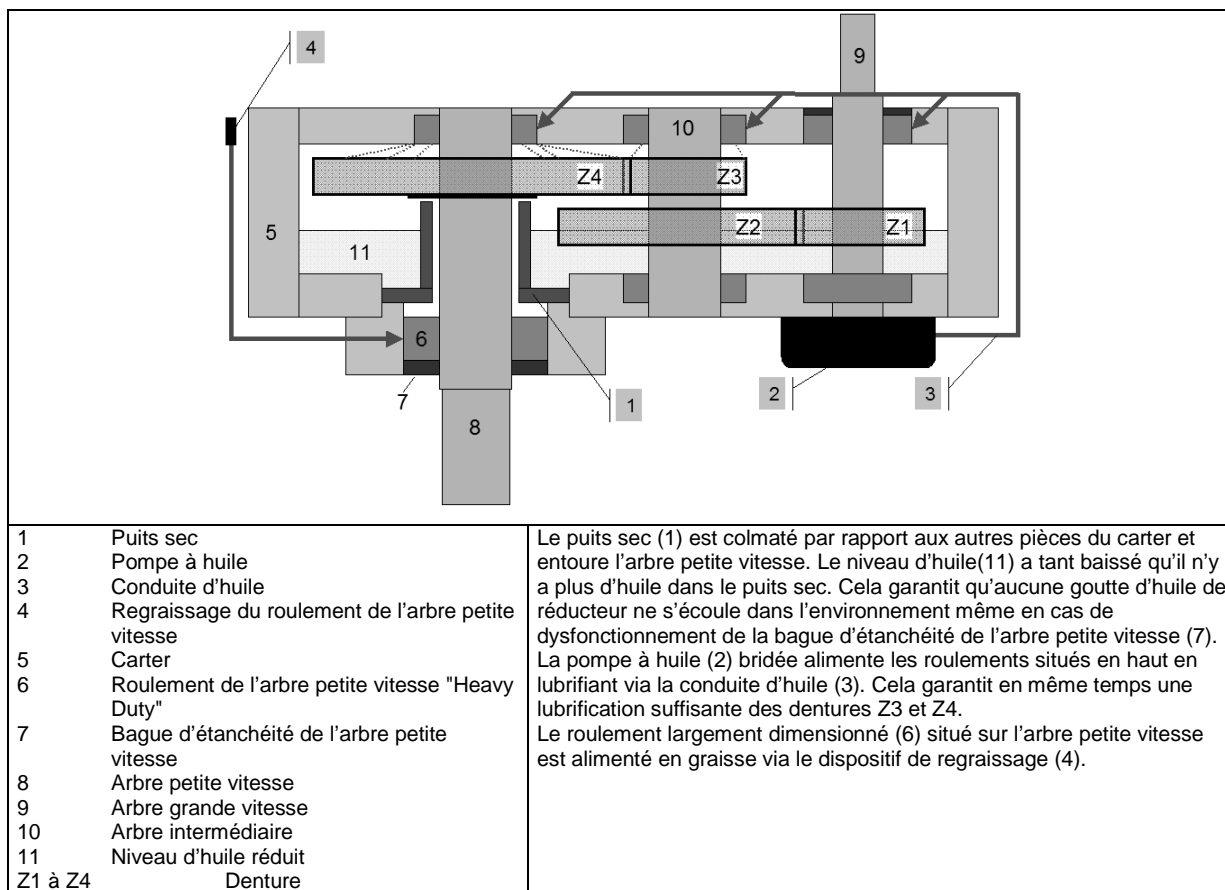 4
9
10
Z4
Z3
5
Z2
Z1
11
6
7
1
2
3
8
1 Puits sec
2 Pompe à huile
3 Conduite d'huile
4 Regraissage du roulement de l'arbre petite
vitesse
5 Carter
6 Roulement de l'arbre petite vitesse "Heavy
Duty"
7 Bague d'étanchéité de l'arbre petite
vitesse
8 Arbre petite vitesse
9 Arbre grande vitesse
10 Arbre intermédiaire
11 Niveau d'huile réduit
Z1 à Z4 Denture
Le puits sec (1) est colmaté par rapport aux autres pièces du carter et
entoure l'arbre petite vitesse. Le niveau d'huile(11) a tant baissé qu'il n'y
a plus d'huile dans le puits sec. Cela garantit qu'aucune goutte d'huile de
réducteur ne s'écoule dans l'environnement même en cas de
dysfonctionnement de la bague d'étanchéité de l'arbre petite vitesse (7).
La pompe à huile (2) bridée alimente les roulements situés en haut en
lubrifiant via la conduite d'huile (3). Cela garantit en même temps une
lubrification suffisante des dentures Z3 et Z4.
Le roulement largement dimensionné (6) situé sur l'arbre petite vitesse
est alimenté en graisse via le dispositif de regraissage (4).